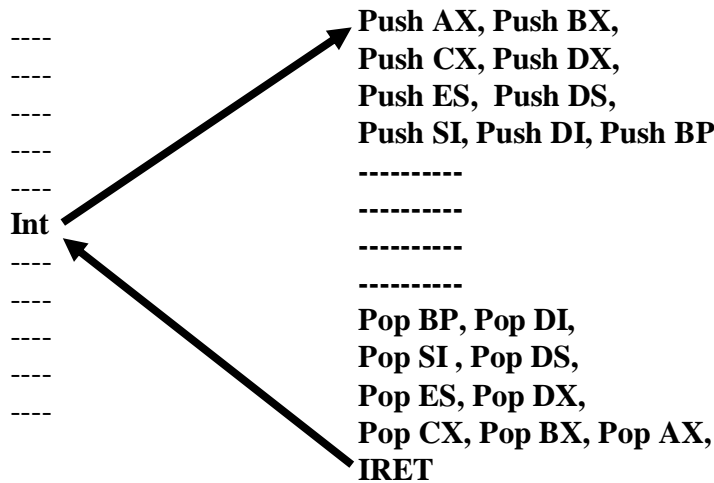 ----
----
----
----
----
Int
----
----
----
----
----
Push AX, Push BX,
Push CX, Push DX,
Push ES,  Push DS,
Push SI, Push DI, Push BP
----------
----------
----------
----------
Pop BP, Pop DI,
Pop SI , Pop DS,
Pop ES, Pop DX,
Pop CX, Pop BX, Pop AX,
IRET